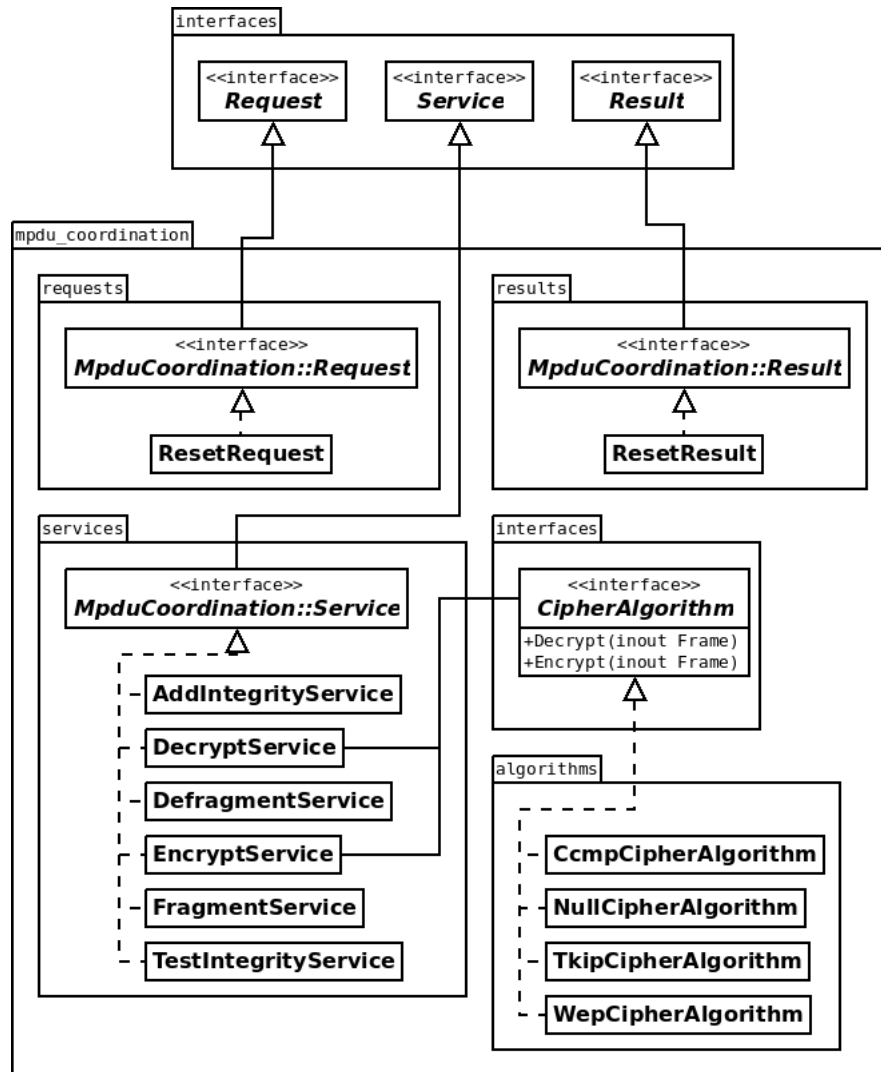 interfaces
<<interface>>
Request
<<interface>>
Service
<<interface>>
Result
mpdu_coordination
requests
<<interface>>
MpduCoordination::Request
ResetRequest
results
<<interface>>
MpduCoordination::Result
ResetResult
services
<<interface>>
MpduCoordination::Service
AddIntegrityService
DecryptService
DefragmentService
EncryptService
FragmentService
TestIntegrityService
interfaces
<<interface>>
CipherAlgorithm
+Decrypt(inout Frame)
+Encrypt(inout Frame)
algorithms
CcmpCipherAlgorithm
NullCipherAlgorithm
TkipCipherAlgorithm
WepCipherAlgorithm